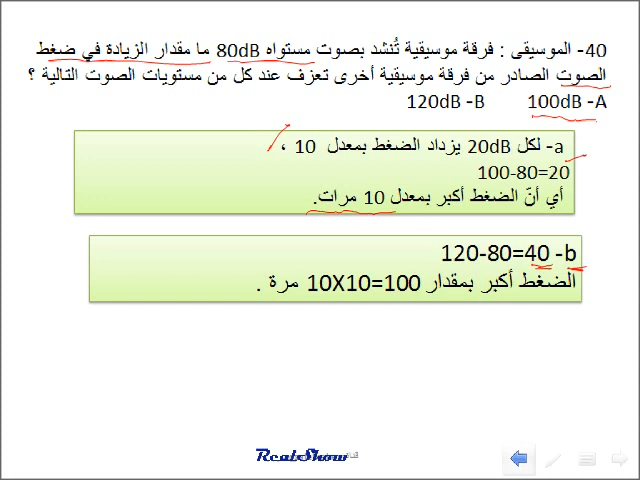 40- الموسيقى : فرقة موسيقية تُنشد بصوت مستواه 80dB ما مقدار الزيادة في ضغط
الصوت الصادر من فرقة موسيقية أخرى تعزف عند كل من مستويات الصوت التالية ؟
100dB -A 120dB -B
a- لكل 20dB يزداد الضغط بمعدل 10 ،
100-80=20
أي أنّ الضغط أكبر بمعدل 10 مرات.
120-80=40 -b
الضغط أكبر بمقدار 10X10=100 مرة .
RealShow